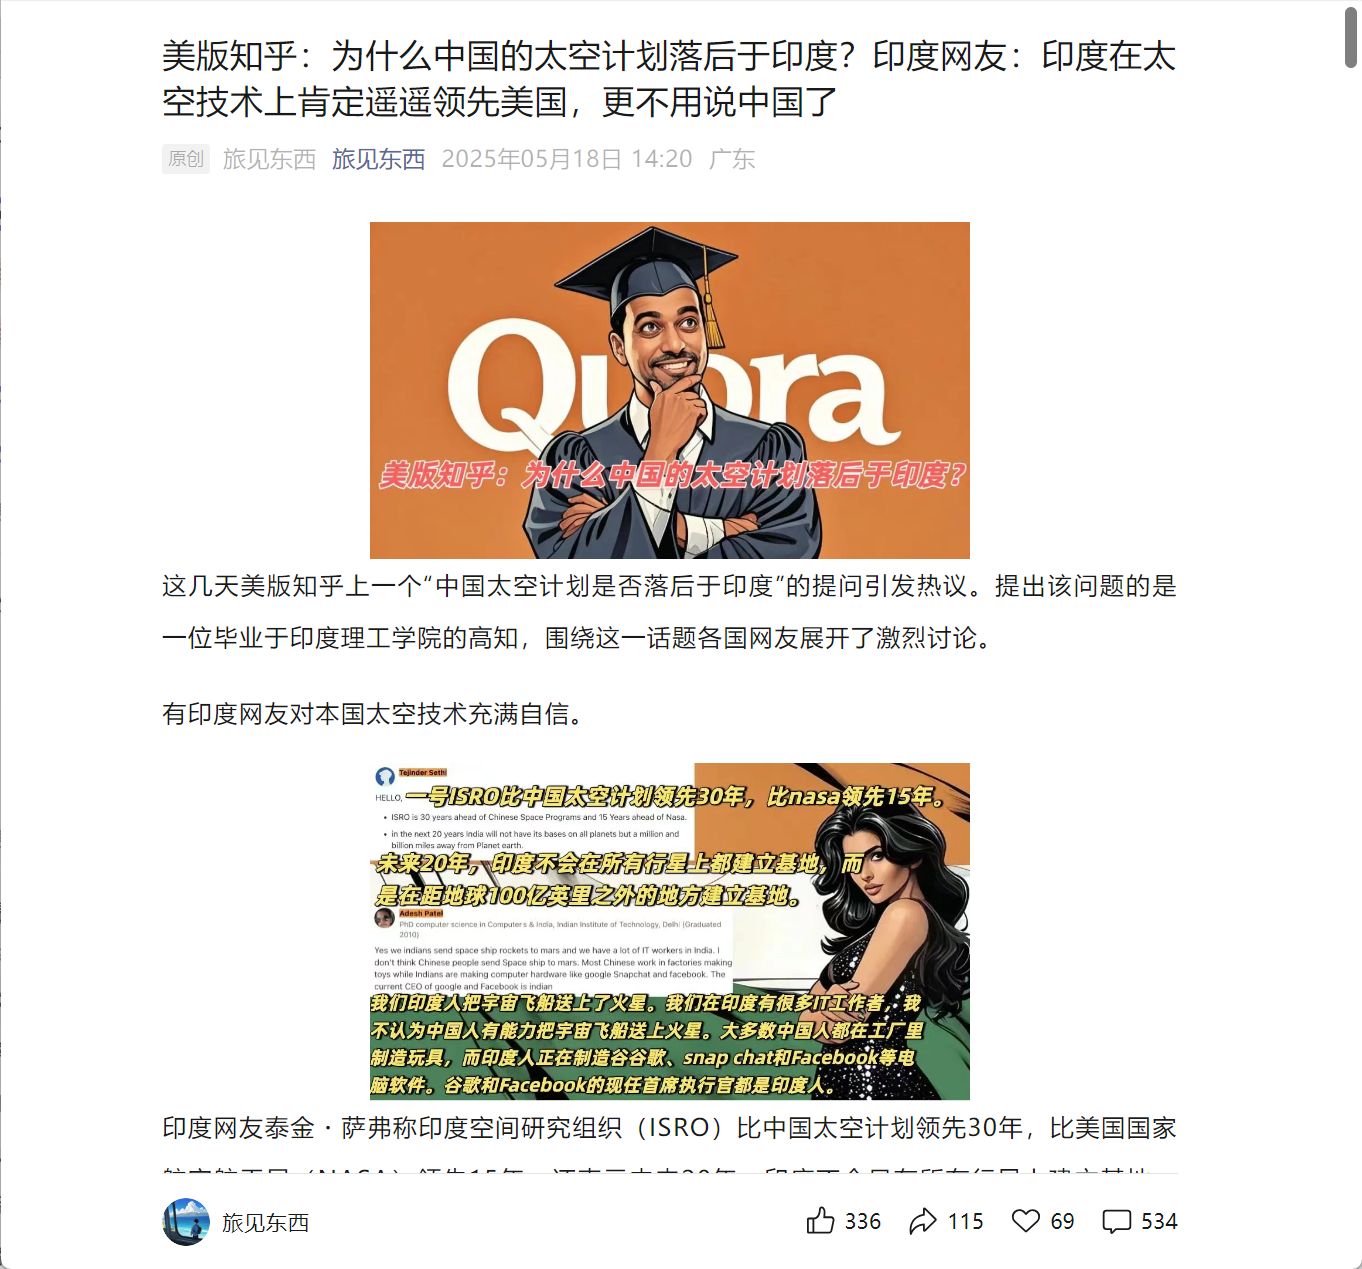 美版知乎：为什么中国的太空计划落后于印度？印度网友：印度在太
空技术上肯定遥遥领先美国，更不用说中国了
原创 旅见东西 旅见东西 2025年05月18日 14:20 广东
Quora
美版知乎：为什么中国的太空计划落后于印度？
这几天美版知乎上一个“中国太空计划是否落后于印度”的提问引发热议。提出该问题的是
一位毕业于印度理工学院的高知，围绕这一话题各国网友展开了激烈讨论。
有印度网友对本国太空技术充满自信。
Tejinder Sethi
HELLO,
一号ISRO比中国太空计划领先30年，比nasa领先15年。
• ISRO is 30 years ahead of Chinese Space Programs and 15 Years ahead of Nasa.
• in the next 20 years India will not have its bases on all planets but a million and
billion miles away from Planet earth.
未来20年，印度不会在所有行星上都建立基地，而
是在距地球100亿英里之外的地方建立基地。
Adesh Patel
PhD computer science in Computers & India, Indian Institute of Technology, Delhi (Graduated
2010)
Yes we indians send space ship rockets to mars and we have a lot of IT workers in India. I
don't think Chinese people send Space ship to mars. Most Chinese work in factories making
toys while Indians are making computer hardware like google Snapchat and facebook. The
current CEO of google and Facebook is indian
我们印度人把宇宙飞船送上了火星。我们在印度有很多IT工作者，我
不认为中国人有能力把宇宙飞船送上火星。大多数中国人都在工厂里
制造玩具，而印度人正在制造谷谷歌、snap chat和Facebook等电
脑软件。谷歌和Facebook的现任首席执行官都是印度人。
印度网友泰金·萨弗称印度空间研究组织（ISRO）比中国太空计划领先30年，比美国国家
旅见东西 336 115 69 534